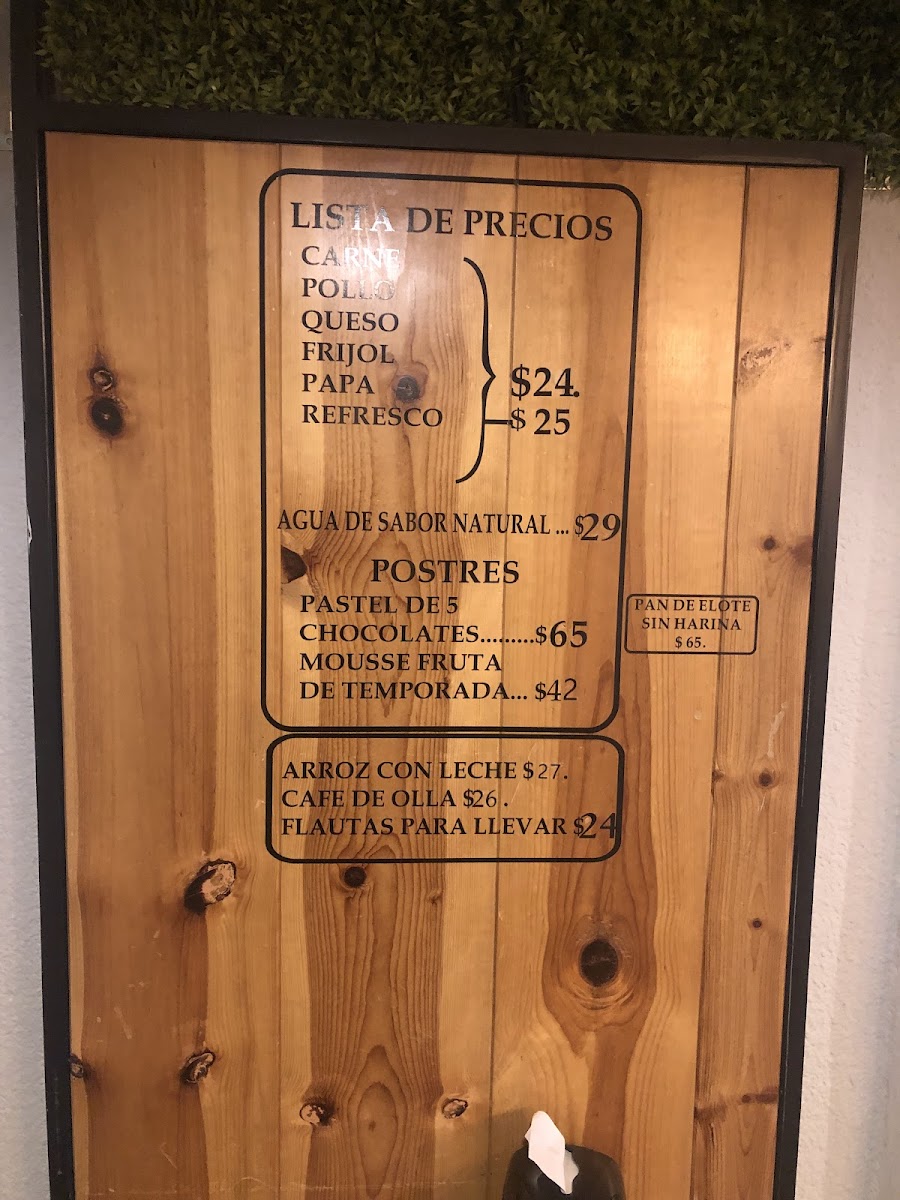 LISTA DE PRECIOS
CARNE
POLLO
QUESO
FRIJOL
PAPA
$24.
REFRESCO
$ 25
AGUA DE SABOR NATURAL ... $29
POSTRES
PASTEL DE 5
CHOCOLATES.........$65
MOUSSE FRUTA
DE TEMPORADA... $42
PAN DE ELOTE
SIN HARINA
$ 65.
ARROZ CON LECHE $27.
CAFE DE OLLA $26.
FLAUTAS PARA LLEVAR $24